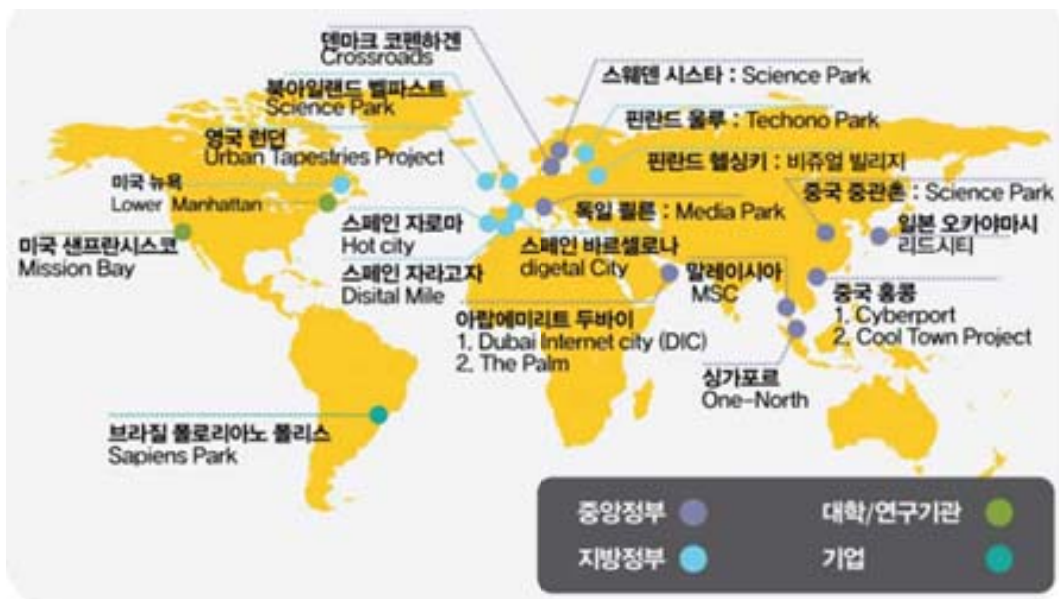 덴마크 코펜하겐
Crossroads
스웨덴 시스타 : Science Park
북아일랜드 벨파스트
Science Park
핀란드 울루 : Techono Park
영국 런던
Urban Tapestries Project
핀란드 헬싱키 : 비쥬얼 빌리지
미국 뉴욕
Lower Manhattan
중국 중관촌 : Science Park
스페인 자로마
Hot city
독일 퀼른 : Media Park
일본 오카야마시
리드시티
미국 샌프란시스코
Mission Bay
스페인 자라고자
Disital Mile
스페인 바르셀로나
digetal City
말레이시아
MSC
중국 홍콩
1. Cyberport
2. Cool Town Project
아랍에미리트 두바이
1. Dubai Internet city (DIC)
2. The Palm
싱가포르
One-North
브라질 폴로리아노 폴리스
Sapiens Park
중앙정부
대학/연구기관
지방정부
기업